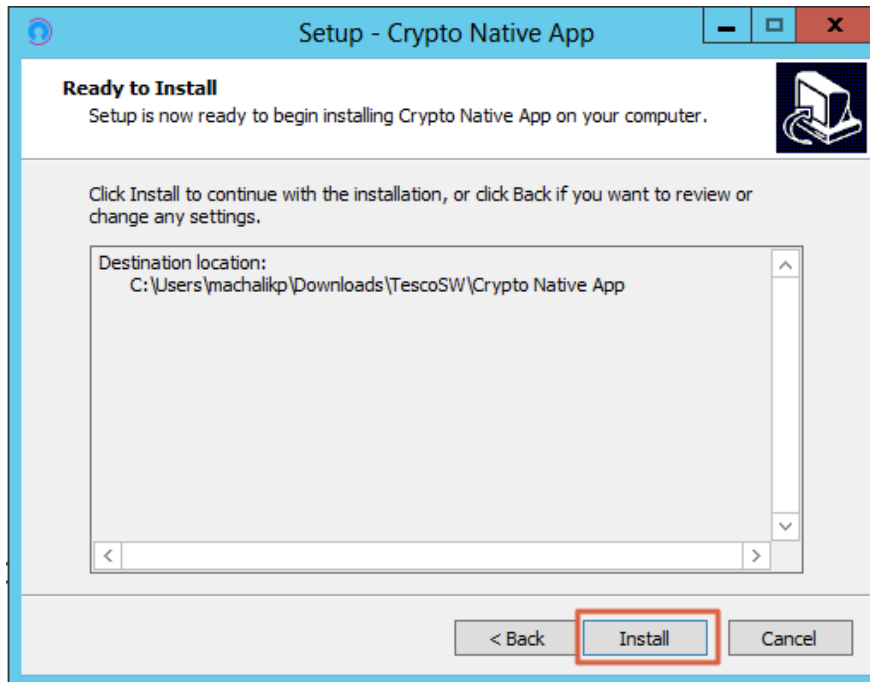 Setup - Crypto Native App
Ready to Install
Setup is now ready to begin installing Crypto Native App on your computer.
Click Install to continue with the installation, or click Back if you want to review or
change any settings.
Destination location:
C:\Users\machalikp\Downloads\TescoSW\Crypto Native App
< Back
Install
Cancel